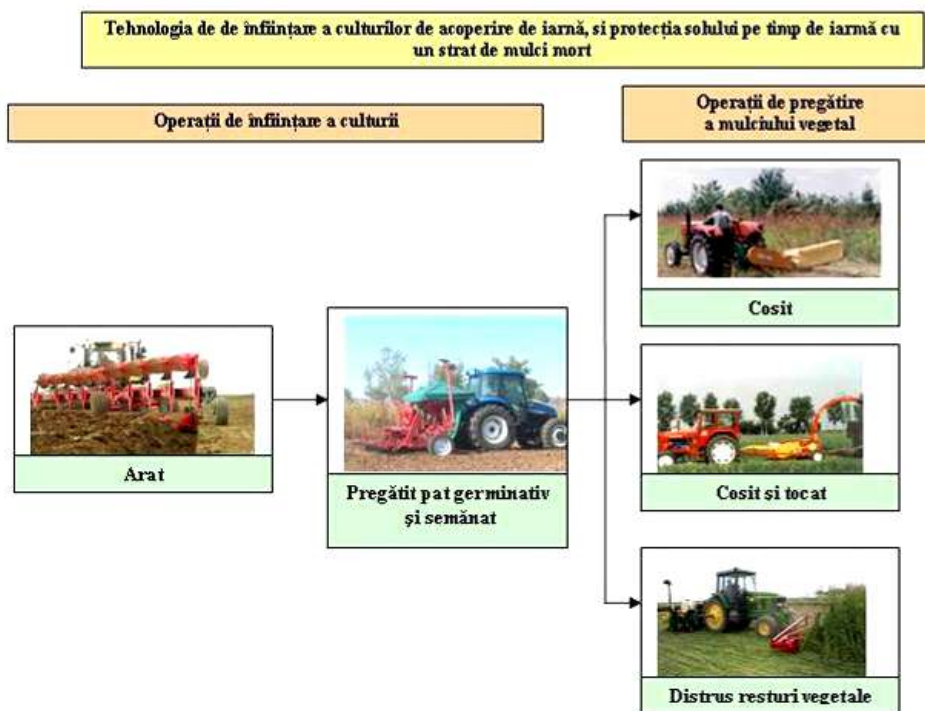 Tehnologia de de înființare a culturilor de acoperire de iarnă, si protecția solului pe timp de iarmă cu
un strat de mulci mort
Operații de înființare a culturii
Operații de pregătire
a mulciului vegetal
Cosit
Arat
Pregătit pat germinativ
și semănat
Cosit și tocat
Distrus resturi vegetale